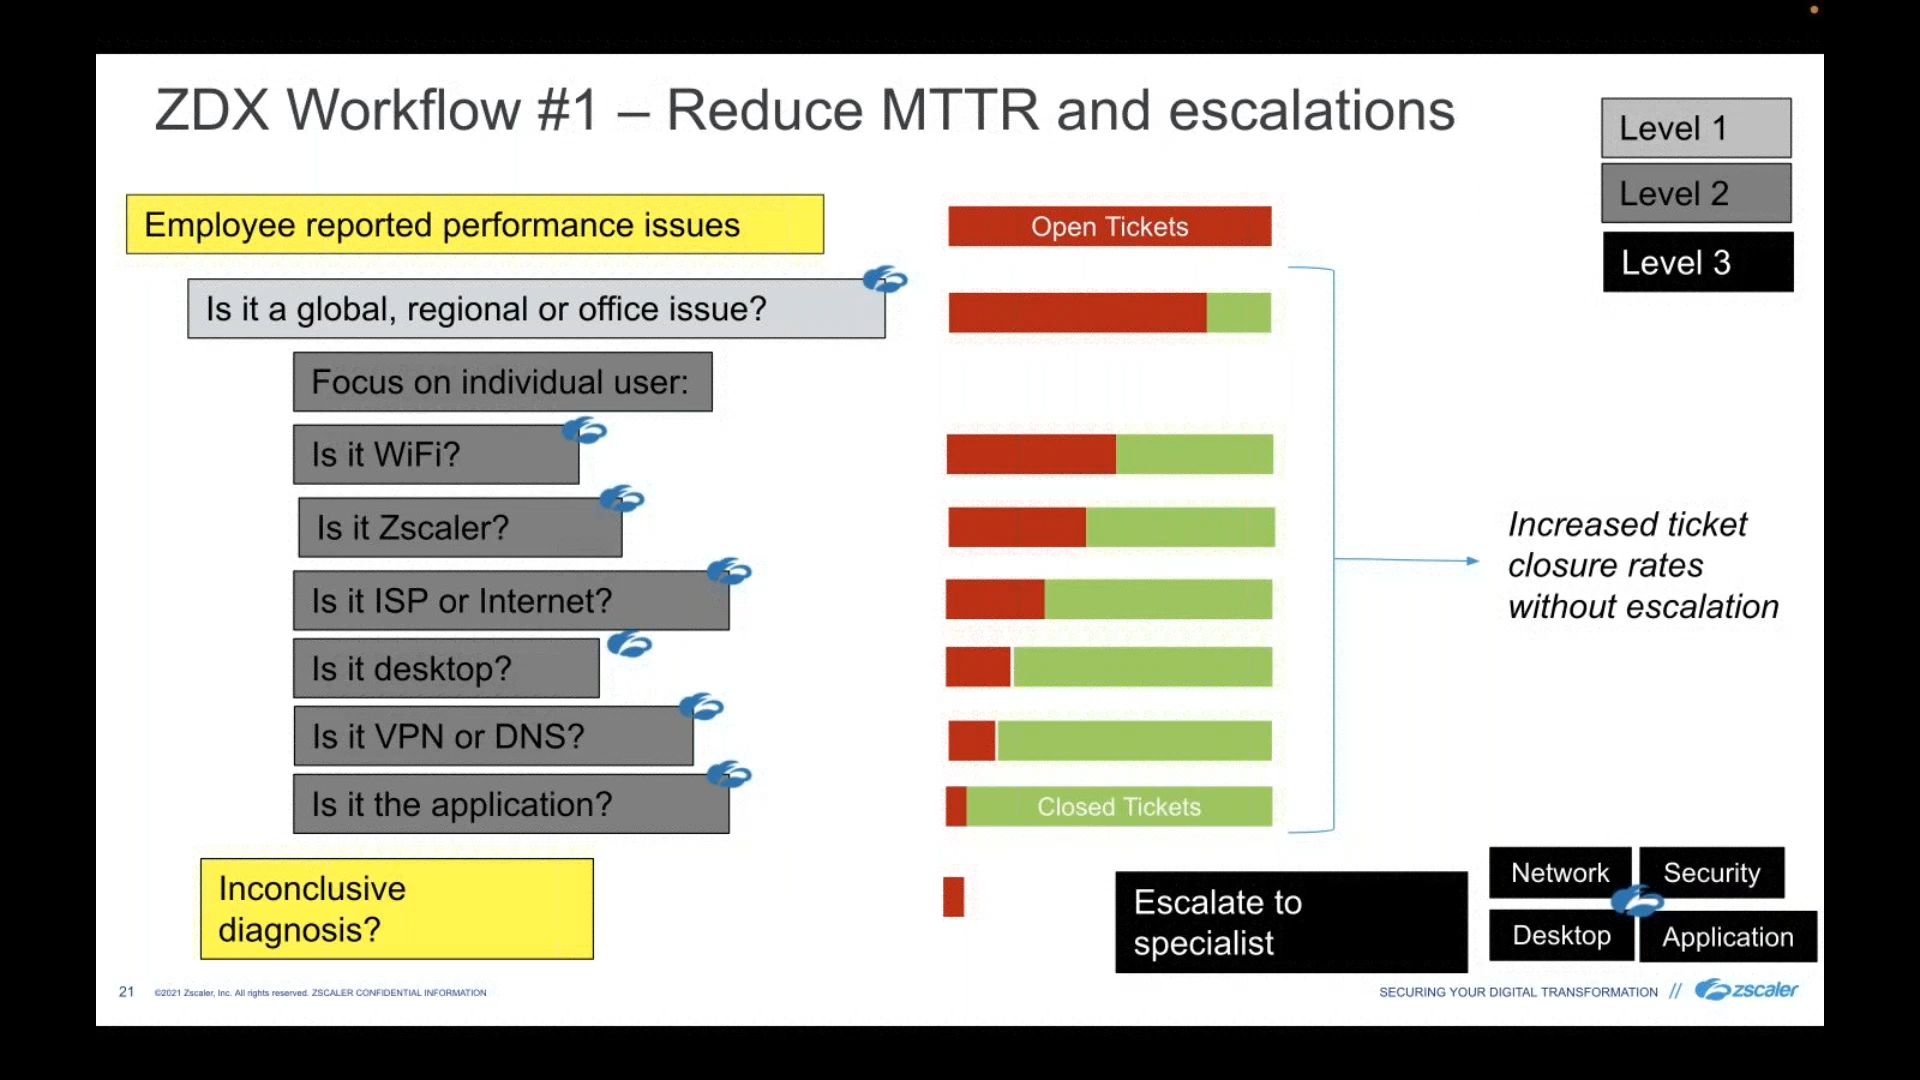 ZDX Workflow #1 – Reduce MTTR and escalations
Level 1
Level 2
Level 3
Employee reported performance issues
Open Tickets
Is it a global, regional or office issue?
Focus on individual user:
Is it WiFi?
Is it Zscaler?
Is it ISP or Internet?
Is it desktop?
Is it VPN or DNS?
Is it the application?
Closed Tickets
Increased ticket
closure rates
without escalation
Inconclusive
diagnosis?
Escalate to
specialist
Network
Security
Desktop
Application
21
©2021 Zscaler, Inc. All rights reserved. ZSCALER CONFIDENTIAL INFORMATION
SECURING YOUR DIGITAL TRANSFORMATION //
zscaler